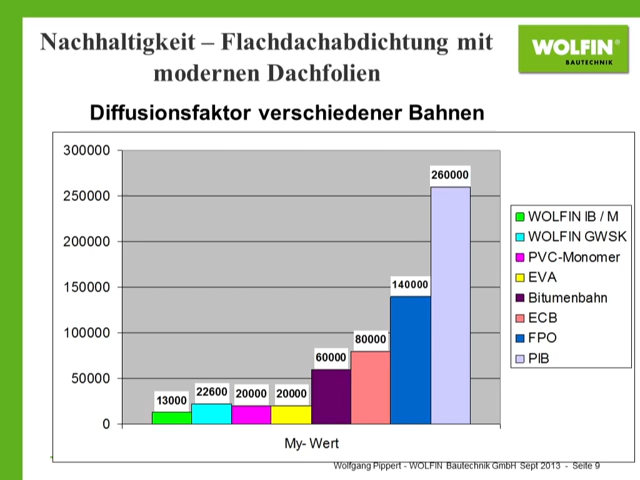 Nachhaltigkeit – Flachdachabdichtung mit
modernen Dachfolien
WOLFIN®
BAUTECHNIK
Diffusionsfaktor verschiedener Bahnen
300000
250000
200000
150000
100000
50000
0
13000
22600
20000
20000
60000
80000
140000
260000
My- Wert
WOLFIN IB / M
WOLFIN GWSK
PVC-Monomer
EVA
Bitumenbahn
ECB
FPO
PIB
Wolfgang Pippert - WOLFIN Bautechnik GmbH Sept 2013 - Seite 9